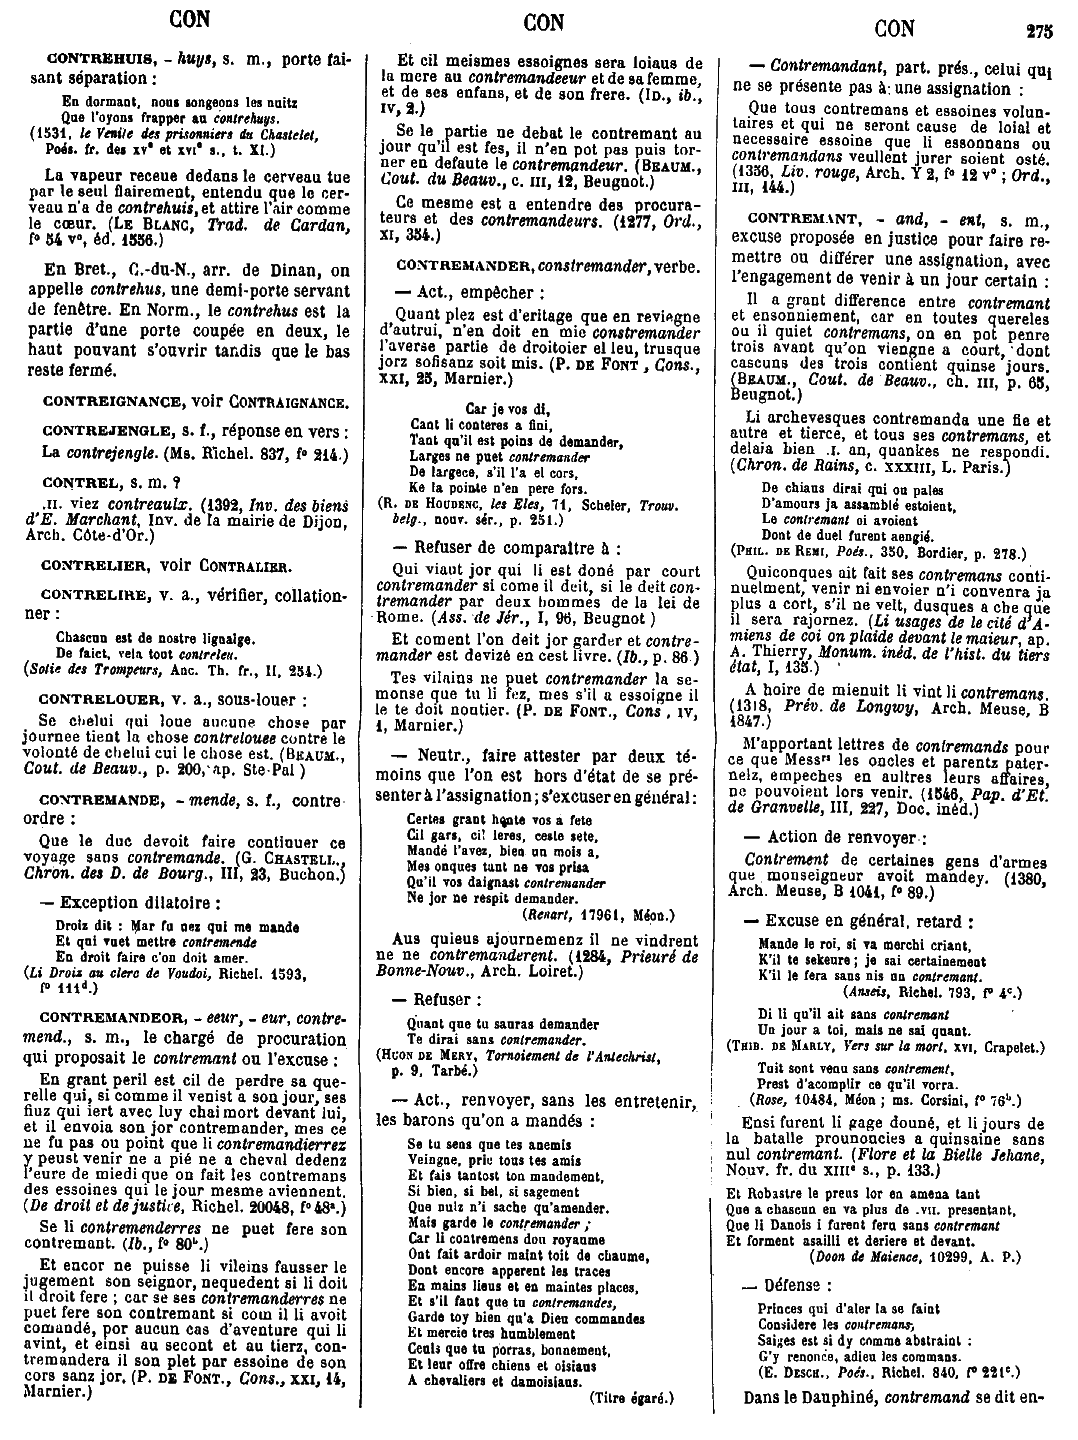 CON
CONTREHUIS, - huys, s. m., porte fai-
sant séparation :
En dormant, nous songeons les nuitz
Que l'oyons frapper au contrehuys.
(1531, le Venite des prisonniers du Chastelet,
Poés. fr. des xvᵉ et xviᵉ s., t. XI.)
La vapeur receue dedans le cerveau tue
par le seul flairement, entendu que le cer-
veau n'a de contrehuis, et attire l'air comme
le cœur. (LE BLANC, Trad. de Cardan,
f° 54 v°, éd. 1556.)
En Bret., C.-du-N., arr. de Dinan, on
appelle contrehus, une demi-porte servant
de fenêtre. En Norm., le contrehus est la
partie d'une porte coupée en deux, le
haut pouvant s'ouvrir tandis que le bas
reste fermé.
CONTREIGNANCE, voir CONTRAIGNANCE.
CONTREJENGLE, s. f., réponse en vers :
La contrejengle. (Ms. Richel. 837, f° 214.)
CONTREL, s. m. ?
.II. viez contreaulx. (1392, Inv. des biens
d'E. Marchant, Inv. de la mairie de Dijon,
Arch. Côte-d'Or.)
CONTRELIER, voir CONTRALIER.
CONTRELIRE, v. a., vérifier, collation-
ner :
Chascun est de nostre lignaige.
De faict, vela tout contreleu.
(Sotie des Trompeurs, Anc. Th. fr., II, 254.)
CONTRELOUER, v. a., sous-louer :
Se chelui qui loue aucune chose par
journee tient la chose contrelouee contre le
volonté de chelui cui le chose est. (BEAUM.,
Cout. de Beauv., p. 200, ap. Ste-Pal )
CONTREMANDE, - mende, s. f., contre-
ordre :
Que le duc devoit faire continuer ce
voyage sans contremande. (G. CHASTELL.,
Chron. des D. de Bourg., III, 23, Buchon.)
— Exception dilatoire :
Droiz dit : Mar fu nez qui me mande
Et qui vuet mettre contremende
En droit faire c'on doit amer.
(Li Droiz au clerc de Voudoi, Richel. 1593,
f° 111ᵈ.)
CONTREMANDEOR, - eeur, - eur, contre-
mend., s. m., le chargé de procuration
qui proposait le contremant ou l'excuse :
En grant peril est cil de perdre sa que-
relle qui, si comme il venist a son jour, ses
fiuz qui iert avec luy chai mort devant lui,
et il envoia son jor contremander, mes ce
ne fu pas ou point que li contremandierrez
y peust venir ne a pié ne a cheval dedenz
l'eure de miedi que on fait les contremans
des essoines qui le jour mesme aviennent.
(De droit et de justice, Richel. 20048, f° 48ᵃ.)
Se li contremenderres ne puet fere son
contremant. (Ib., f° 80ᵇ.)
Et encor ne puisse li vileins fausser le
jugement son seignor, nequedent si li doit
il droit fere ; car se ses contremanderres ne
puet fere son contremant si com il li avoit
comandé, por aucun cas d'aventure qui li
avint, et einsi au secont et au tierz, con-
tremandera il son plet par essoine de son
cors sanz jor. (P. DE FONT., Cons., XXI, 14,
Marnier.)
CON
Et cil meismes essoignes sera loiaus de
la mere au contremandeeur et de sa femme,
et de ses enfans, et de son frere. (ID., ib.,
IV, 2.)
Se le partie ne debat le contremant au
jour qu'il est fes, il n'en pot pas puis tor-
ner en defaute le contremandeur. (BEAUM.,
Cout. du Beauv., c. III, 12, Beugnot.)
Ce mesme est a entendre des procura-
teurs et des contremandeurs. (1277, Ord.,
XI, 354.)
CONTREMANDER, constremander, verbe.
— Act., empêcher :
Quant plez est d'eritage que en reviegne
d'autrui, n'en doit en mie constremander
l'averse partie de droitoier el leu, trusque
jorz sofisanz soit mis. (P. DE FONT , Cons.,
XXI, 25, Marnier.)
Car je vos di,
Cant li conteres a fini,
Tant qu'il est poins de demander,
Larges ne puet contremander
De largece, s'il l'a el cors,
Ke la pointe n'en pere fors.
(R. DE HOUDENC, les Eles, 71, Scheler, Trouv.
belg., nouv. sér., p. 251.)
— Refuser de comparaître à :
Qui viaut jor qui li est doné par court
contremander si come il deit, si le deit con-
tremander par deux hommes de la lei de
Rome. (Ass. de Jér., I, 96, Beugnot )
Et coment l'on deit jor garder et contre-
mander est devizé en cest livre. (Ib., p. 86 )
Tes vilains ne puet contremander la se-
monse que tu li fez, mes s'il a essoigne il
le te doit nontier. (P. DE FONT., Cons , IV,
1, Marnier.)
— Neutr., faire attester par deux té-
moins que l'on est hors d'état de se pré-
senter à l'assignation; s'excuser en général :
Certes grant honte vos a fete
Cil gars, cil leres, ceste sete,
Mandé l'avez, bien un mois a,
Mes onques tant ne vos prisa
Qu'il vos daignast contremander
Ne jor ne respit demander.
(Renart, 17961, Méon.)
Aus quieus ajournemenz il ne vindrent
ne ne contremanderent. (1284, Prieuré de
Bonne-Nouv., Arch. Loiret.)
— Refuser :
Quant que tu sauras demander
Te dirai sans contremander.
(HUON DE MERY, Tornoiement de l'Antechrist,
p. 9, Tarbé.)
— Act., renvoyer, sans les entretenir,
les barons qu'on a mandés :
Se tu sens que tes anemis
Veingne, prie tous tes amis
Et fais tantost ton mandement,
Si bien, si bel, si sagement
Que nulz n'i sache qu'amender.
Mais garde le contremander ;
Car li contremens dou royaume
Ont fait ardoir maint toit de chaume,
Dont encore apperent les traces
En mains lieus et en maintes places,
Et s'il faut que tu contremandes,
Garde toy bien qu'a Dieu commandes
Et mercie tres humblement
Ceuls que tu porras, bonnement,
Et leur offre chiens et oisiaus
A chevaliers et damoisiaus.
(Titre égaré.)
CON
275
— Contremandant, part. prés., celui qui
ne se présente pas à une assignation :
Que tous contremans et essoines volun-
taires et qui ne seront cause de loial et
necessaire essoine que li essonnans ou
contremandans veullent jurer soient osté.
(1356, Liv. rouge, Arch. Y 2, f° 12 v° ; Ord.,
III, 144.)
CONTREMANT, - and, - ent, s. m.,
excuse proposée en justice pour faire re-
mettre ou différer une assignation, avec
l'engagement de venir à un jour certain :
Il a grant difference entre contremant
et ensonniement, car en toutes quereles
ou il quiet contremans, on en pot penre
trois avant qu'on viengne a court, dont
cascuns des trois contient quinse jours.
(BEAUM., Cout. de Beauv., ch. III, p. 65,
Beugnot.)
Li archevesques contremanda une fie et
autre et tierce, et tous ses contremans, et
delaia bien .I. an, quankes ne respondi.
(Chron. de Rains, c. XXXIII, L. Paris.)
De chiaus dirai qui ou pales
D'amours ja assamblé estoient,
Le contremant oi avoient
Dont de duel furent aengié.
(PHIL. DE REMI, Poés., 350, Bordier, p. 278.)
Quiconques ait fait ses contremans conti-
nuelment, venir ni envoier n'i convenra ja
plus a cort, s'il ne velt, dusques a che que
il sera rajornez. (Li usages de le cité d'A-
miens de coi on plaide devant le maieur, ap.
A. Thierry, Monum. inéd. de l'hist. du tiers
état, I, 135.)
A hoire de mienuit li vint li contremans.
(1318, Prév. de Longwy, Arch. Meuse, B
1847.)
M'apportant lettres de contremands pour
ce que Messʳˢ les oncles et parentz pater-
nelz, empeches en aultres leurs affaires,
ne pouvoient lors venir. (1546, Pap. d'Et.
de Granvelle, III, 227, Doc. inéd.)
— Action de renvoyer :
Contrement de certaines gens d'armes
que monseigneur avoit mandey. (1380,
Arch. Meuse, B 1041, f° 89.)
— Excuse en général, retard :
Mande le roi, si va merchi criant,
K'il te sekeure ; je sai certainement
K'il le fera sans nis un contremant.
(Anseis, Richel. 793, f° 4ᶜ.)
Di li qu'il ait sans contremant
Un jour a toi, mais ne sai quant.
(THIB. DE MARLY, Vers sur la mort, XVI, Crapelet.)
Tuit sont venu sans contrement,
Prest d'acomplir ce qu'il vorra.
(Rose, 10484, Méon ; ms. Corsini, f° 76ᵇ.)
Ensi furent li gage douné, et li jours de
la batalle prounoncies a quinsaine sans
nul contremant. (Flore et la Bielle Jehane,
Nouv. fr. du XIIIᵉ s., p. 133.)
Et Robastre le preus lor en amena tant
Que a chascun en va plus de .VII. presentant,
Que li Danois i furent feru sans contremant
Et forment asailli et deriere et devant.
(Doon de Maience, 10299, A. P.)
— Défense :
Princes qui d'aler la se faint
Considere les contremans,
Saiges est si dy comme abstraint :
G'y renonce, adieu les commans.
(E. DESCH., Poés., Richel. 840, f° 221ᶜ.)
Dans le Dauphiné, contremand se dit en-